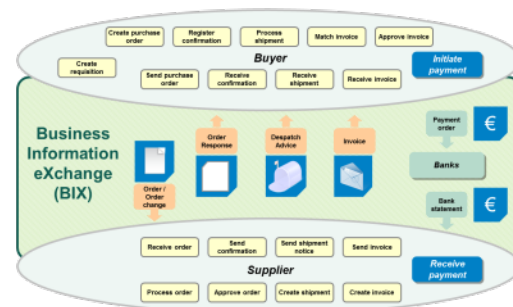 Create purchase
order
Register
confirmation
Process
shipment
Match invoice
Approve invoice
Create
requisition
Buyer
Initiate
payment
Send purchase
order
Receive
confirmation
Receive
shipment
Receive invoice
Business
Information
eXchange
(BIX)
Order
Response
Despatch
Advice
Invoice
Payment
order
€
Order /
Order
change
Banks
Bank
statement
€
Receive order
Send
confirmation
Send shipment
notice
Send invoice
Supplier
Receive
payment
Process order
Approve order
Create shipment
Create invoice